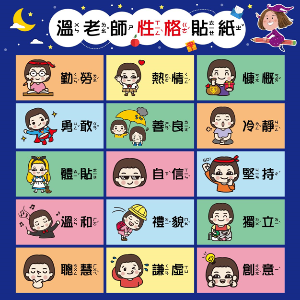 溫老師性格貼紙
勤勞 熱情 慷慨
勇敢 善良 冷靜
體貼 自信 堅持
溫和 禮貌 獨立
聰慧 謙虛 創意